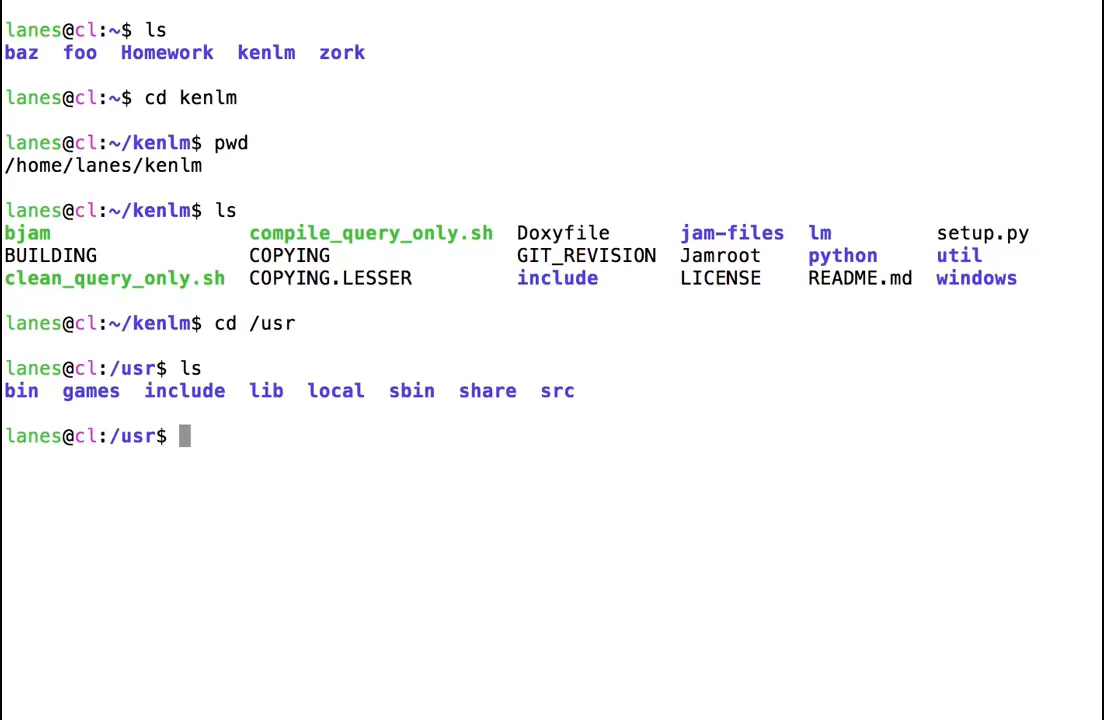 lanes@cl:~$ ls
baz  foo  Homework  kenlm  zork
lanes@cl:~$ cd kenlm
lanes@cl:~/kenlm$ pwd
/home/lanes/kenlm
lanes@cl:~/kenlm$ ls
bjam                 compile_query_only.sh  Doxyfile      jam-files  lm         setup.py
BUILDING             COPYING                GIT_REVISION  Jamroot    python     util
clean_query_only.sh  COPYING.LESSER         include       LICENSE    README.md  windows
lanes@cl:~/kenlm$ cd /usr
lanes@cl:/usr$ ls
bin  games  include  lib  local  sbin  share  src
lanes@cl:/usr$